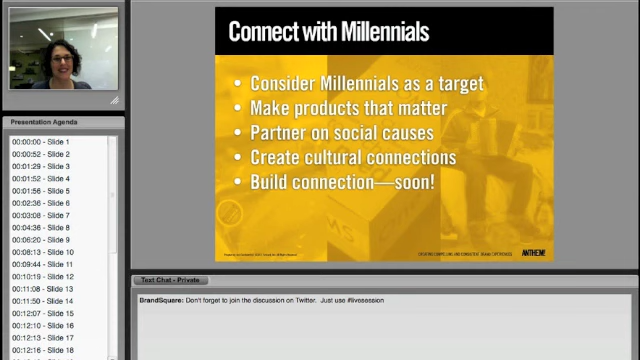 Connect with Millennials
• Consider Millennials as a target
• Make products that matter
• Partner on social causes
• Create cultural connections
• Build connection—soon!
ANTHEM!
Presentation Agenda
00:00:00 - Slide 1
00:00:52 - Slide 2
00:01:29 - Slide 3
00:01:52 - Slide 4
00:01:56 - Slide 5
00:02:36 - Slide 6
00:03:08 - Slide 7
00:04:36 - Slide 8
00:06:20 - Slide 9
00:08:13 - Slide 10
00:09:44 - Slide 11
00:10:19 - Slide 12
00:11:08 - Slide 13
00:11:50 - Slide 14
00:12:07 - Slide 15
00:12:10 - Slide 16
00:12:13 - Slide 17
00:12:16 - Slide 18
Text Chat - Private
BrandSquare: Don't forget to join the discussion on Twitter. Just use #livesession